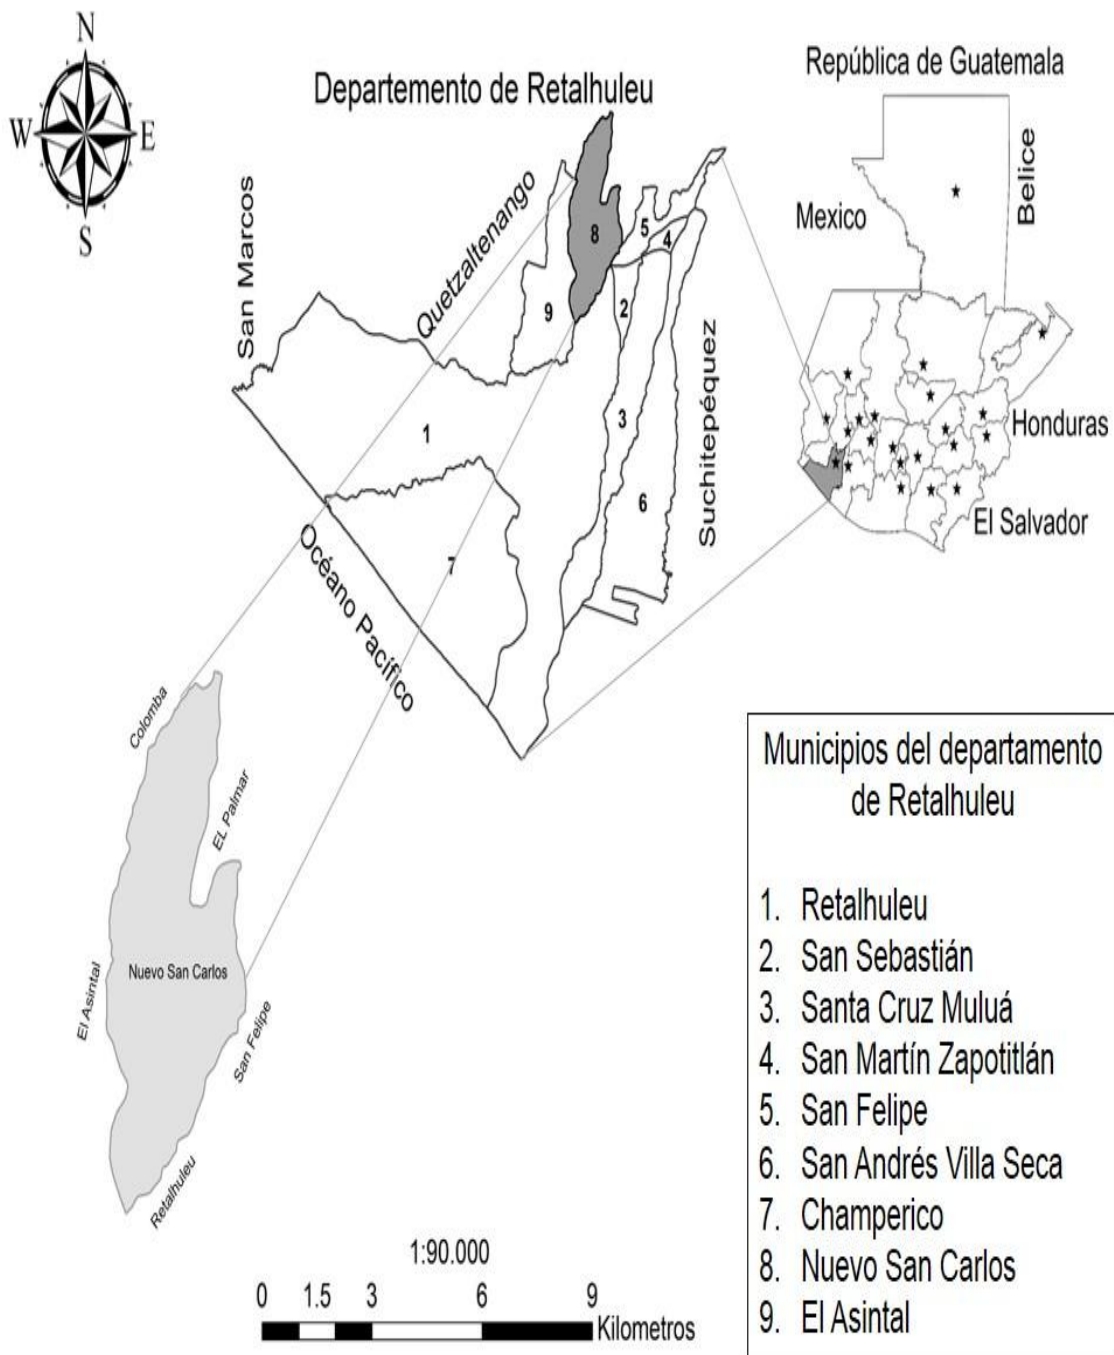 N
W
E
S
Departemento de Retalhuleu
República de Guatemala
San Marcos
Quetzaltenango
Suchitepéquez
Océano Pacífico
8
5
4
9
2
3
1
6
7
Mexico
Belice
Honduras
El Salvador
Colomba
EL Palmar
El Asintal
Nuevo San Carlos
San Felipe
Retalhuleu
1:90.000
0 1.5 3 6 9
Kilometros
Municipios del departamento
de Retalhuleu
1. Retalhuleu
2. San Sebastián
3. Santa Cruz Muluá
4. San Martín Zapotitlán
5. San Felipe
6. San Andrés Villa Seca
7. Champerico
8. Nuevo San Carlos
9. El Asintal